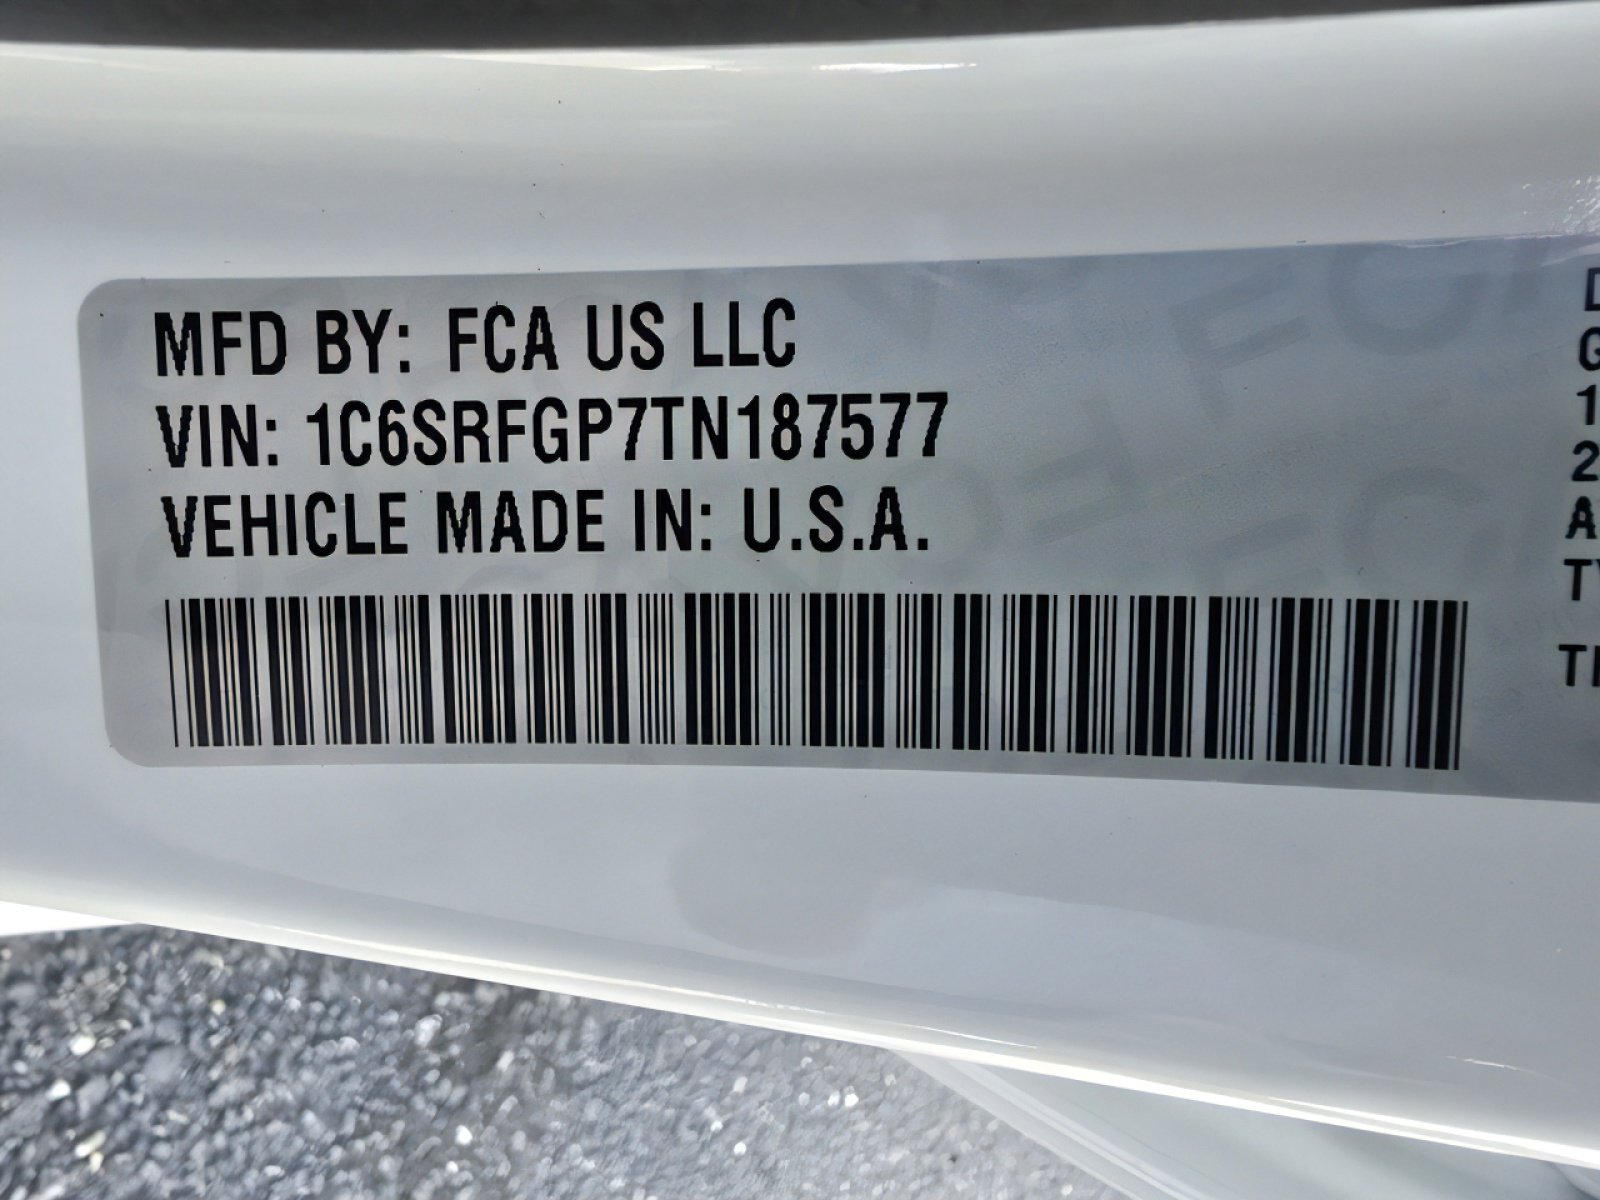 MFD BY: FCA US LLC
VIN: 1C6SRFGP7TN187577
VEHICLE MADE IN: U.S.A.